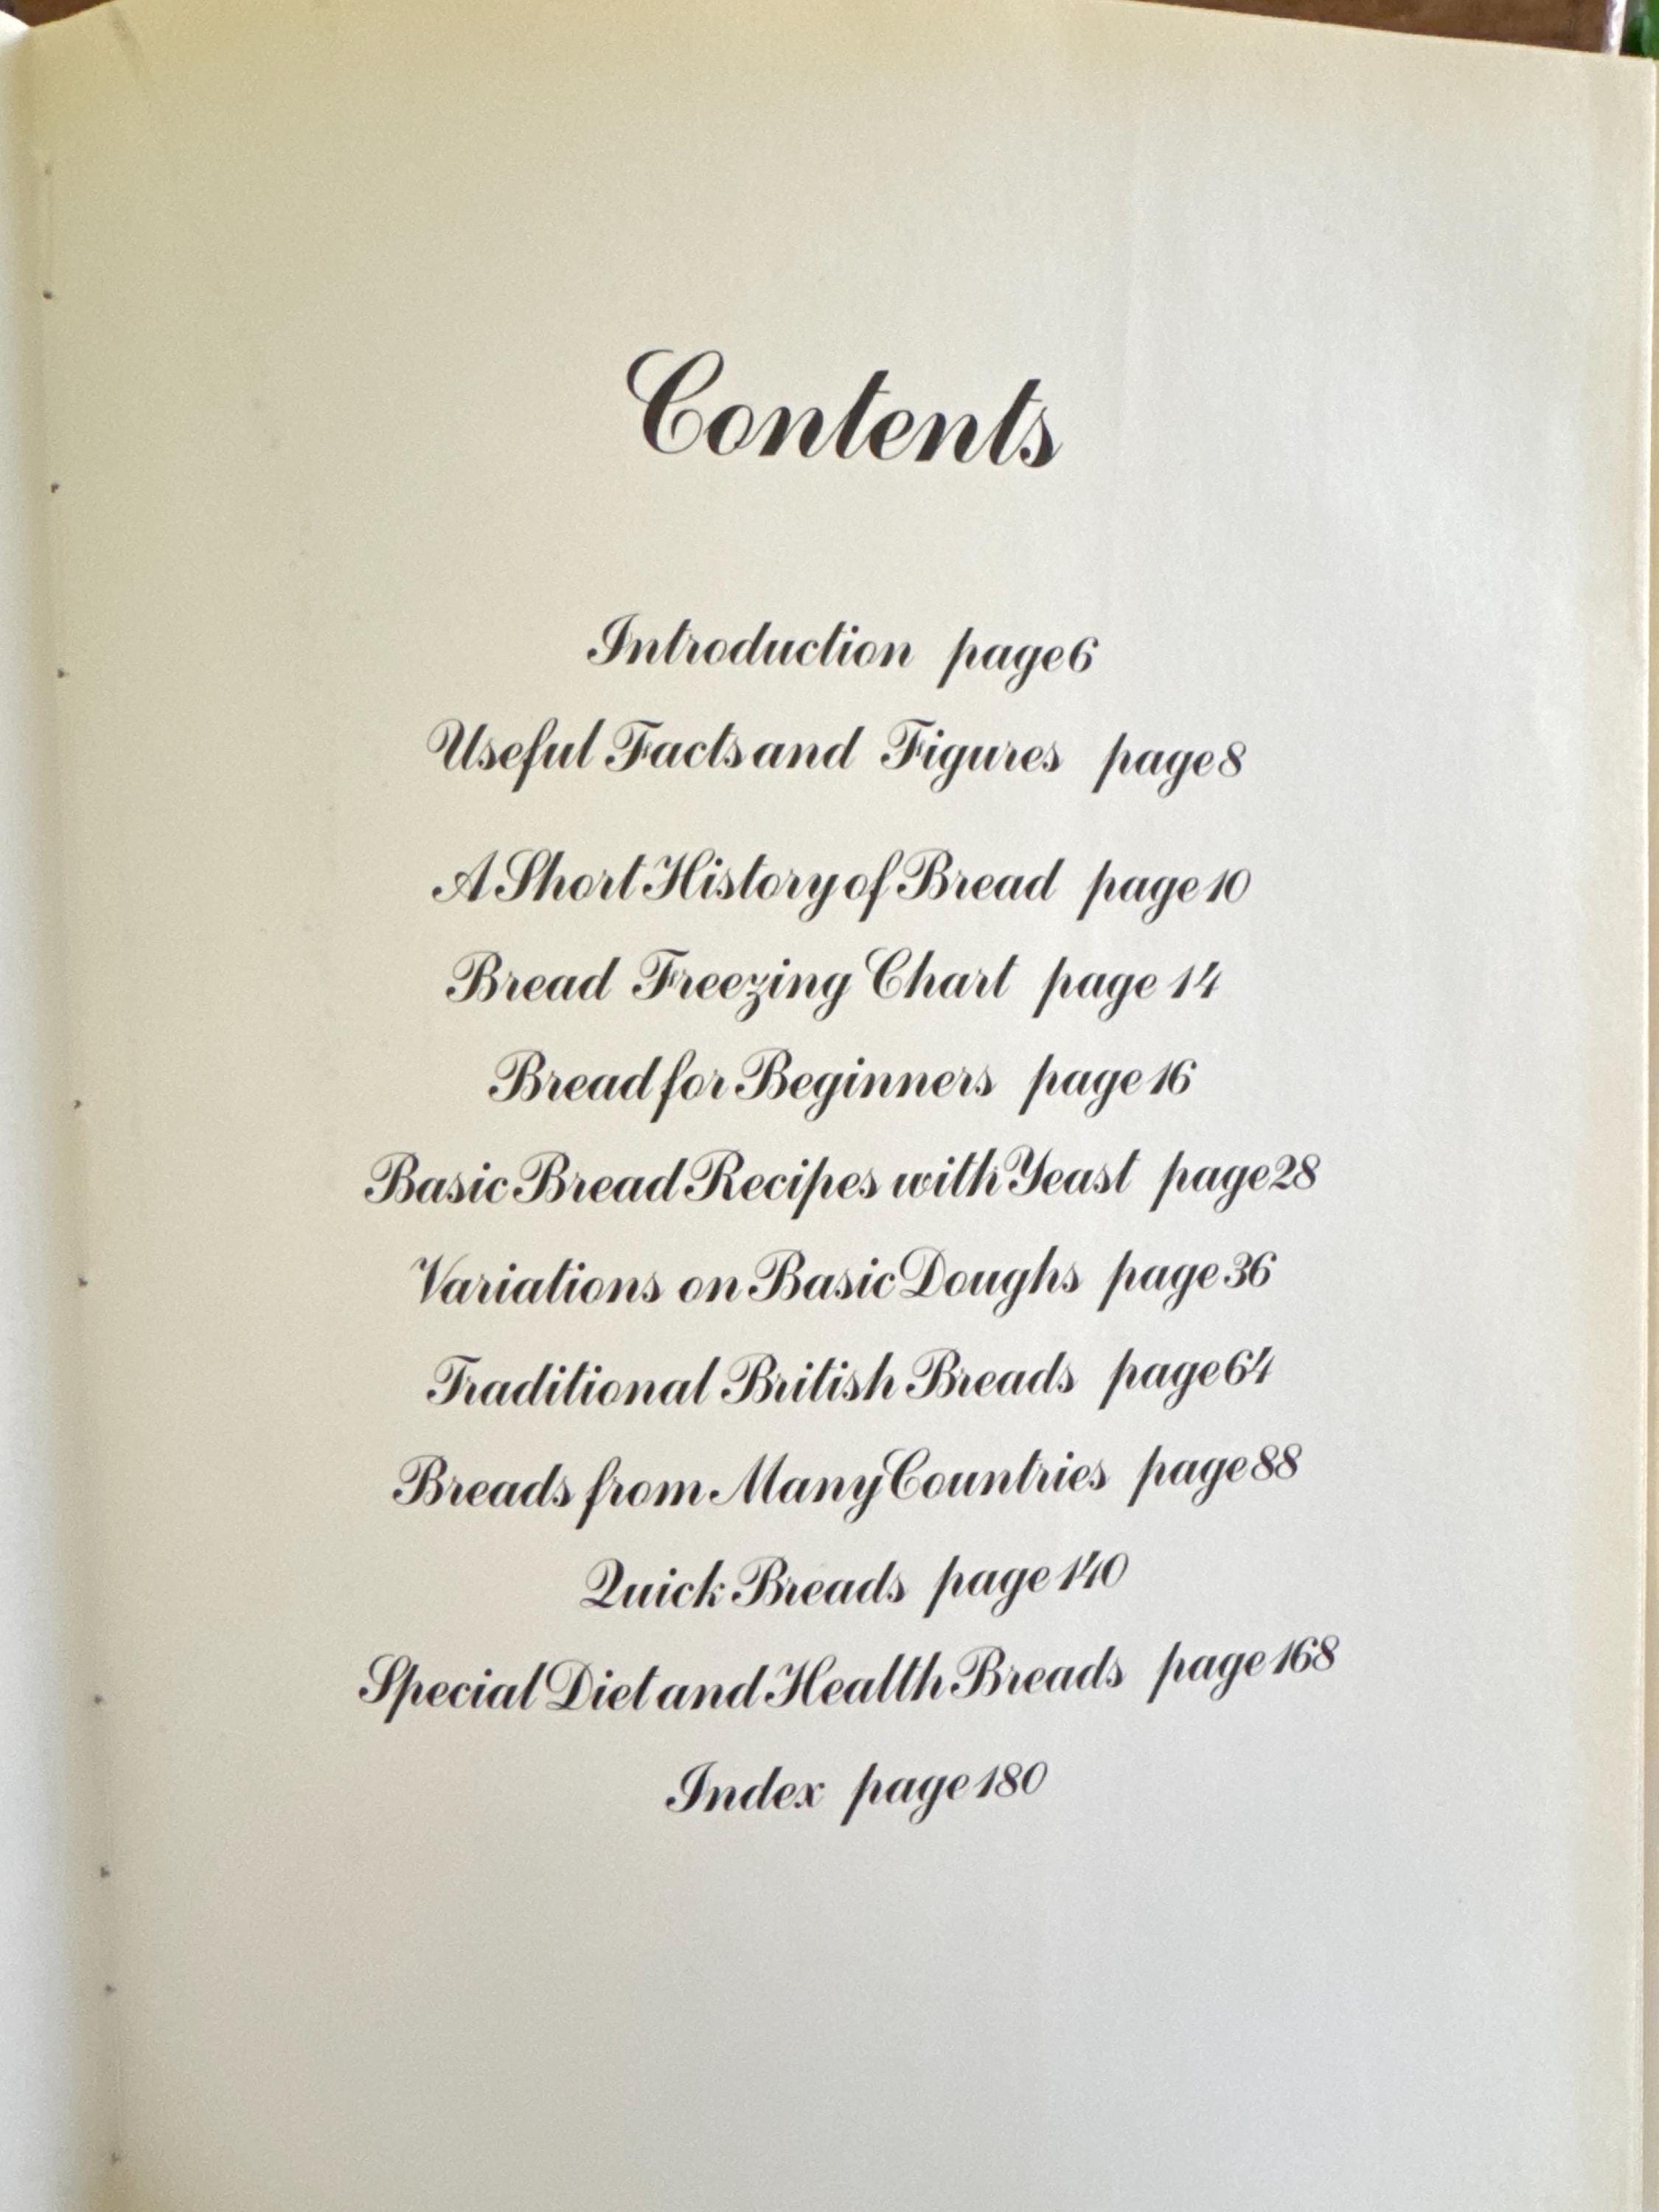 Contents
Introduction page 6
Useful Facts and Figures page 8
A Short History of Bread page 10
Bread Freezing Chart page 14
Bread for Beginners page 16
Basic Bread Recipes with Yeast page 28
Variations on Basic Doughs page 36
Traditional British Breads page 64
Breads from Many Countries page 88
Quick Breads page 140
Special Diet and Health Breads page 168
Index page 180